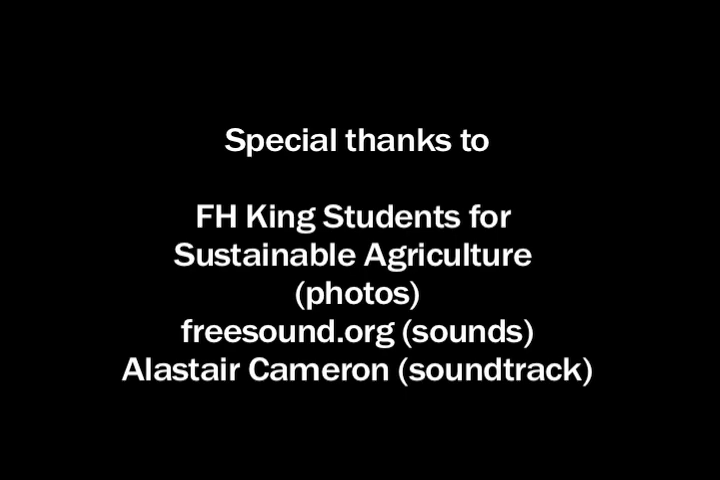 Special thanks to
FH King Students for
Sustainable Agriculture
(photos)
freesound.org (sounds)
Alastair Cameron (soundtrack)